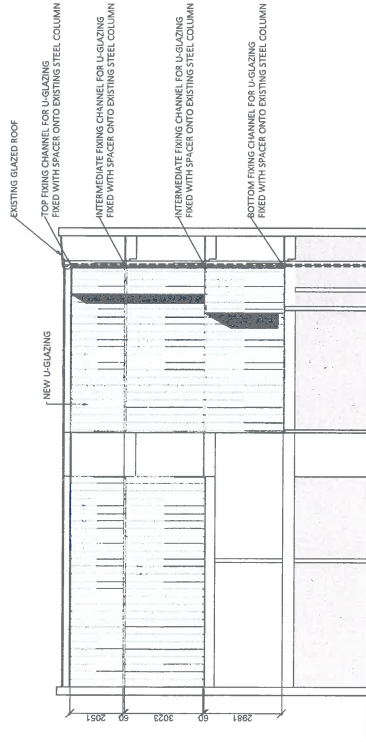 EXISTING GLAZED ROOF
TOP FIXING CHANNEL FOR U-GLAZING
FIXED WITH SPACER ONTO EXISTING STEEL COLUMN
INTERMEDIATE FIXING CHANNEL FOR U-GLAZING
FIXED WITH SPACER ONTO EXISTING STEEL COLUMN
INTERMEDIATE FIXING CHANNEL FOR U-GLAZING
FIXED WITH SPACER ONTO EXISTING STEEL COLUMN
BOTTOM FIXING CHANNEL FOR U-GLAZING
FIXED WITH SPACER ONTO EXISTING STEEL COLUMN
NEW U-GLAZING
2051
60
3023
60
2981